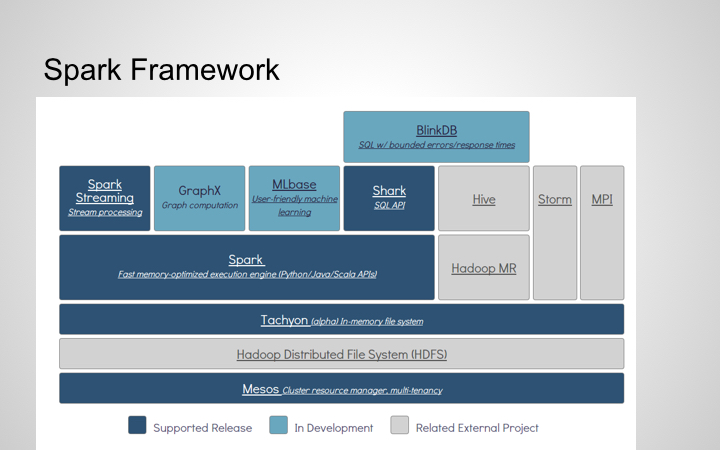 Spark Framework
BlinkDB
SQL w/ bounded errors/response times
Spark
Streaming
Stream processing
GraphX
Graph computation
MLbase
User-friendly machine
learning
Shark
SQL API
Hive
Storm
MPI
Spark
Fast memory-optimized execution engine (Python/Java/Scala APIs)
Hadoop MR
Tachyon (alpha) In-memory file system
Hadoop Distributed File System (HDFS)
Mesos Cluster resource manager, multi-tenancy
Supported Release
In Development
Related External Project